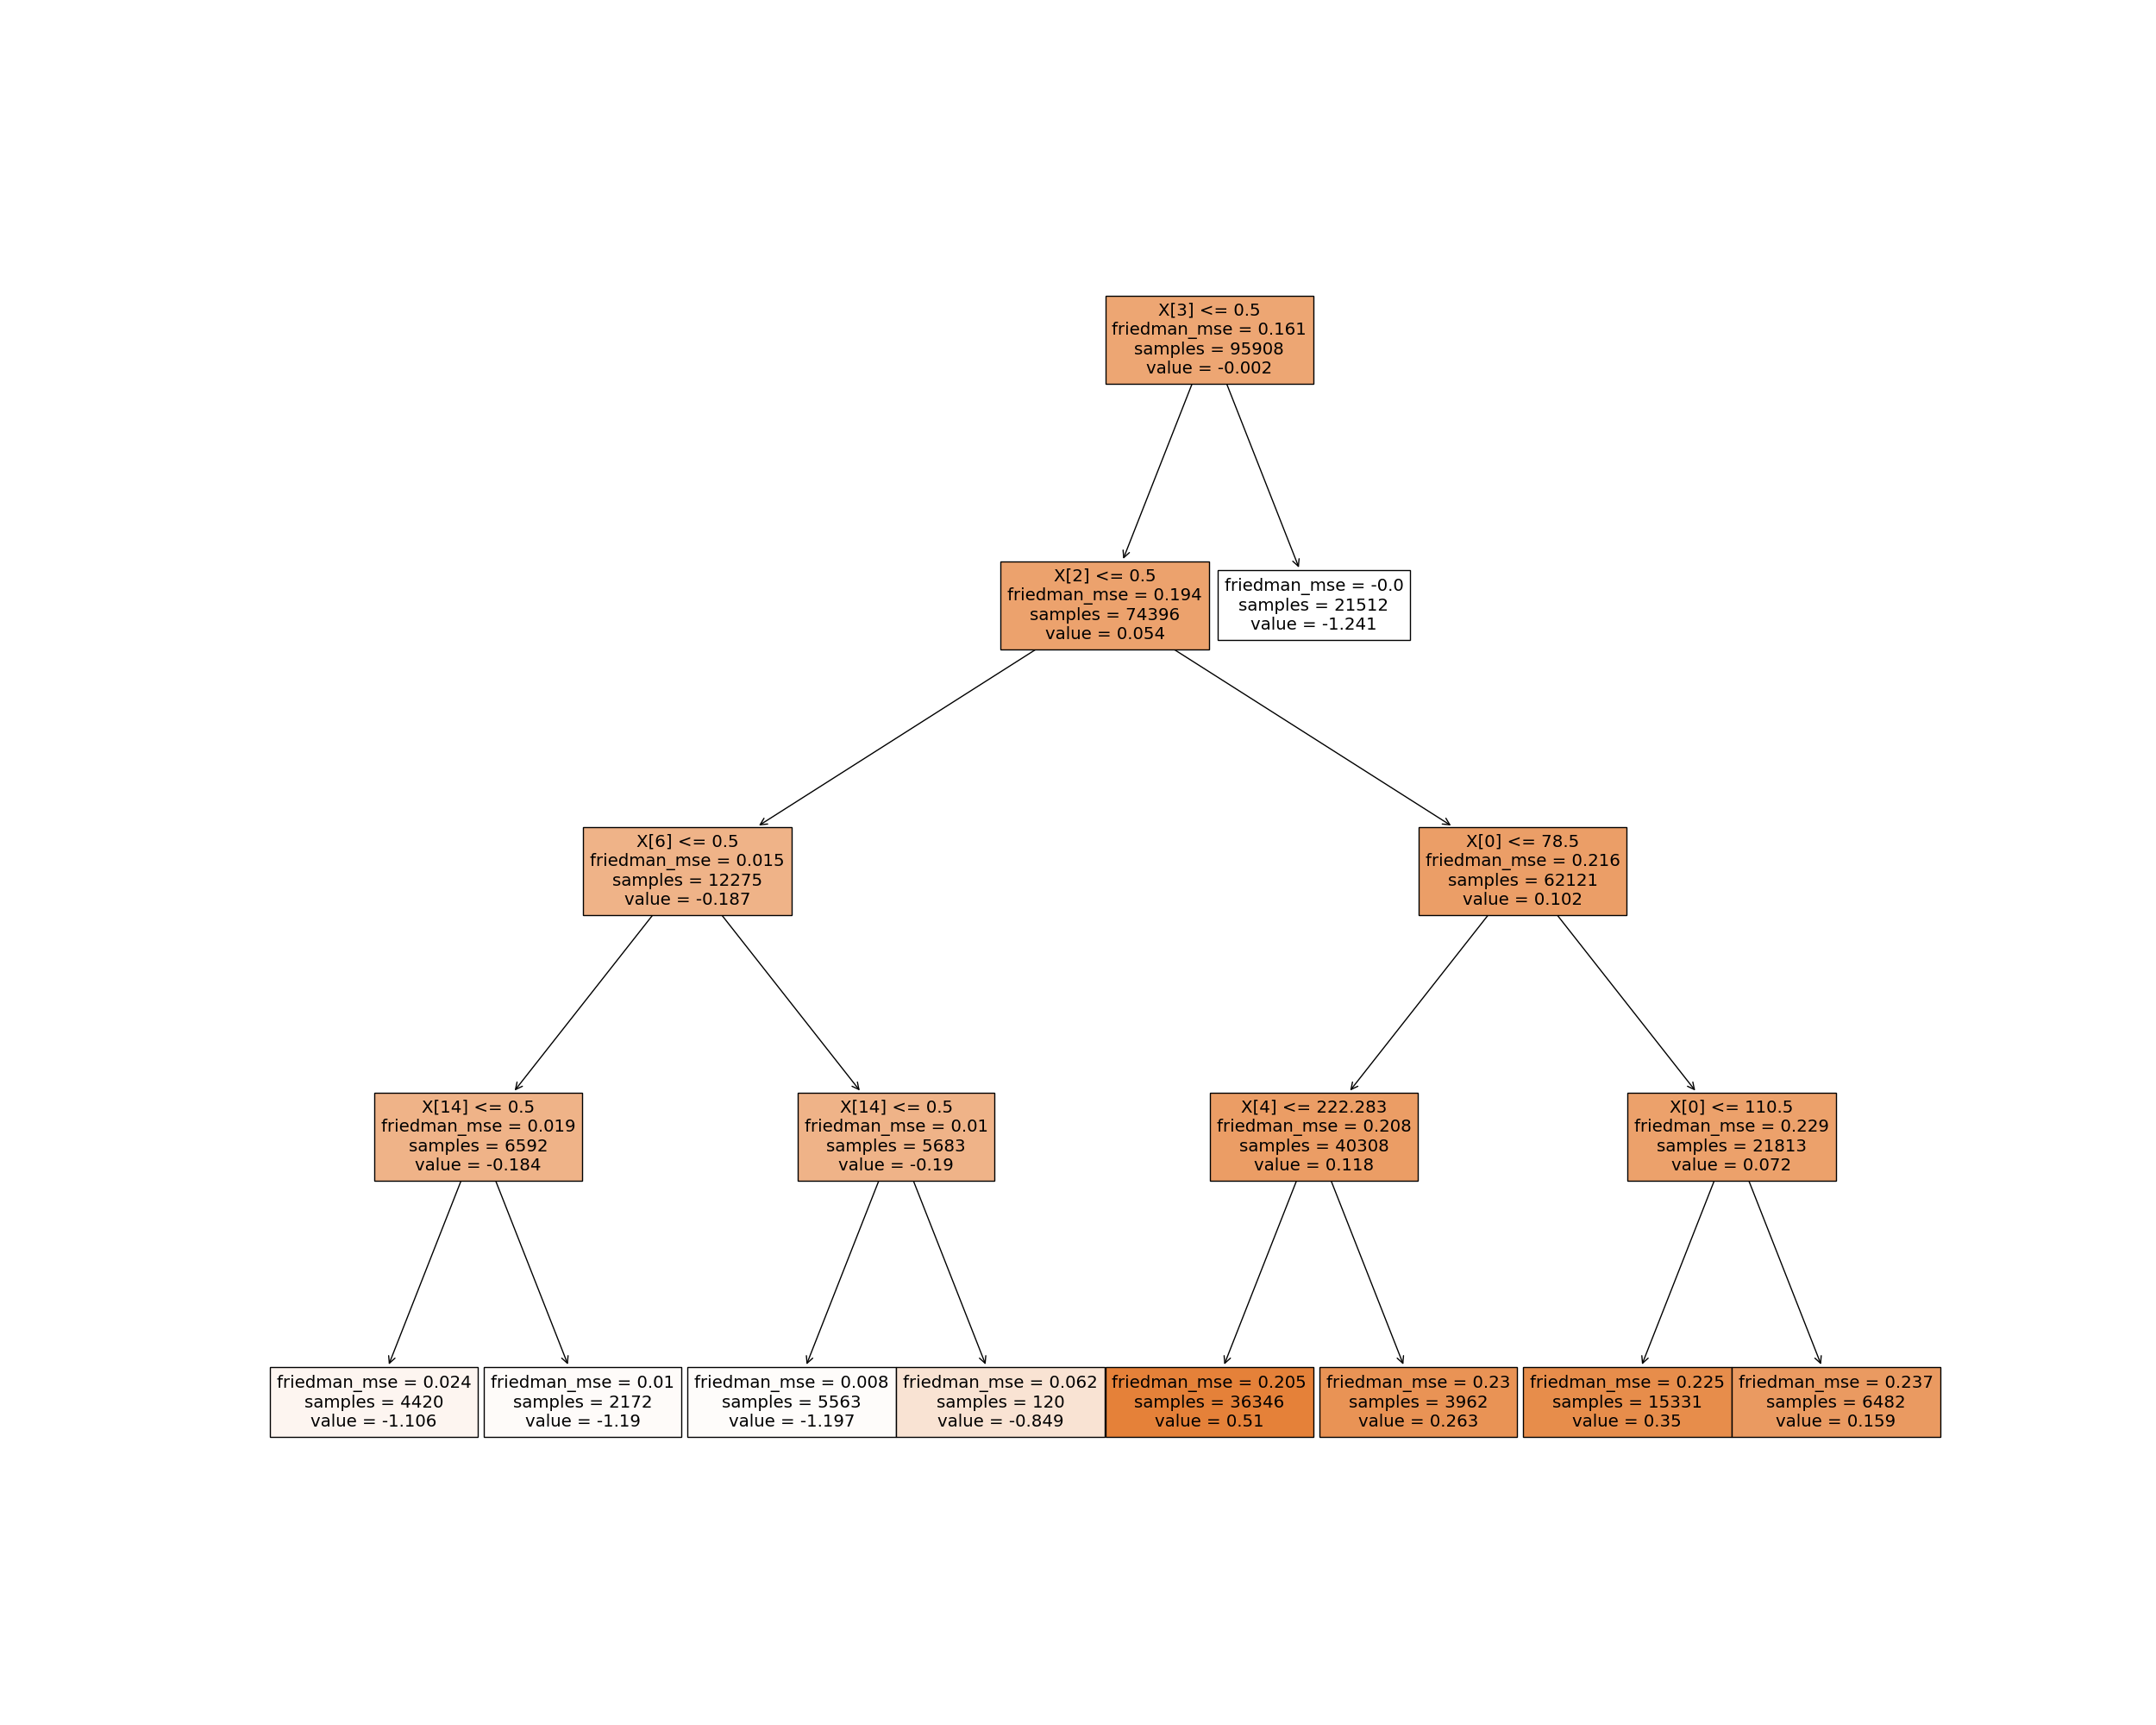 X[3] <= 0.5
friedman_mse = 0.161
samples = 95908
value = -0.002
X[2] <= 0.5
friedman_mse = 0.194
samples = 74396
value = 0.054
friedman_mse = -0.0
samples = 21512
value = -1.241
X[6] <= 0.5
friedman_mse = 0.015
samples = 12275
value = -0.187
X[0] <= 78.5
friedman_mse = 0.216
samples = 62121
value = 0.102
X[14] <= 0.5
friedman_mse = 0.019
samples = 6592
value = -0.184
X[14] <= 0.5
friedman_mse = 0.01
samples = 5683
value = -0.19
X[4] <= 222.283
friedman_mse = 0.208
samples = 40308
value = 0.118
X[0] <= 110.5
friedman_mse = 0.229
samples = 21813
value = 0.072
friedman_mse = 0.024
samples = 4420
value = -1.106
friedman_mse = 0.01
samples = 2172
value = -1.19
friedman_mse = 0.008
samples = 5563
value = -1.197
friedman_mse = 0.062
samples = 120
value = -0.849
friedman_mse = 0.205
samples = 36346
value = 0.51
friedman_mse = 0.23
samples = 3962
value = 0.263
friedman_mse = 0.225
samples = 15331
value = 0.35
friedman_mse = 0.237
samples = 6482
value = 0.159